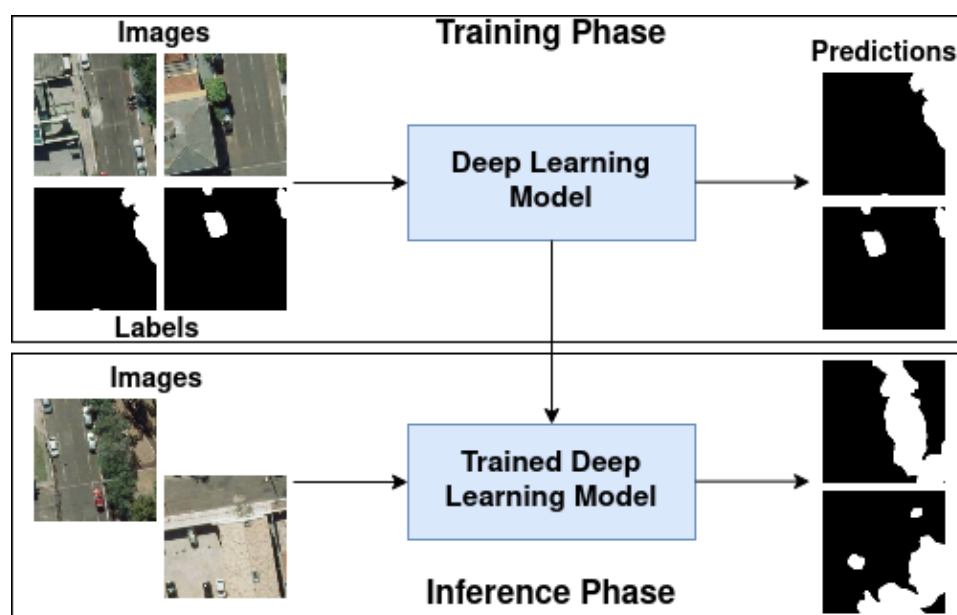 Images
Training Phase
Predictions
Deep Learning
Model
Labels
Images
Trained Deep
Learning Model
Inference Phase